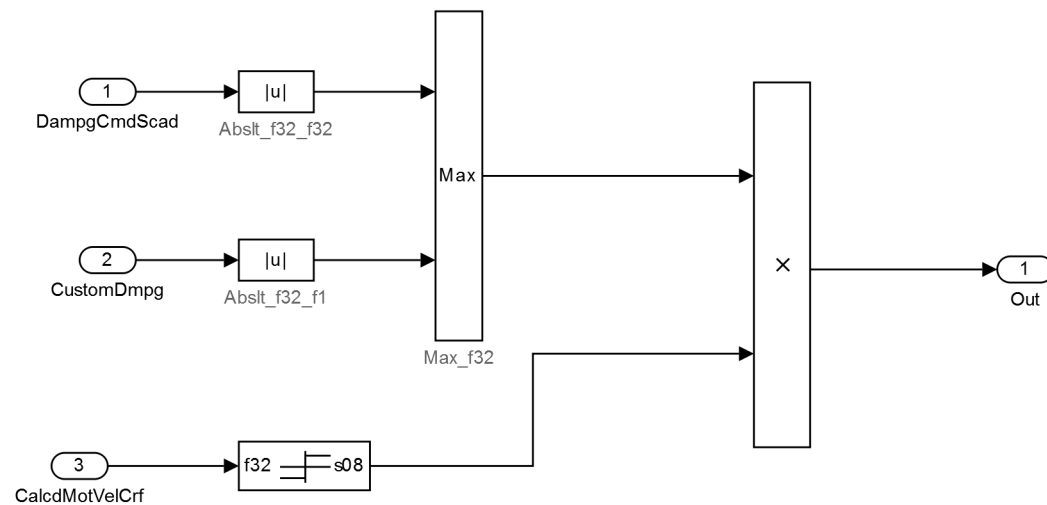 1
|u|
DampgCmdScad
Abslt_f32_f32
Max
2
|u|
CustomDmpg
Abslt_f32_f1
×
1
Out
Max_f32
3
f32
s08
CalcdMotVelCrf